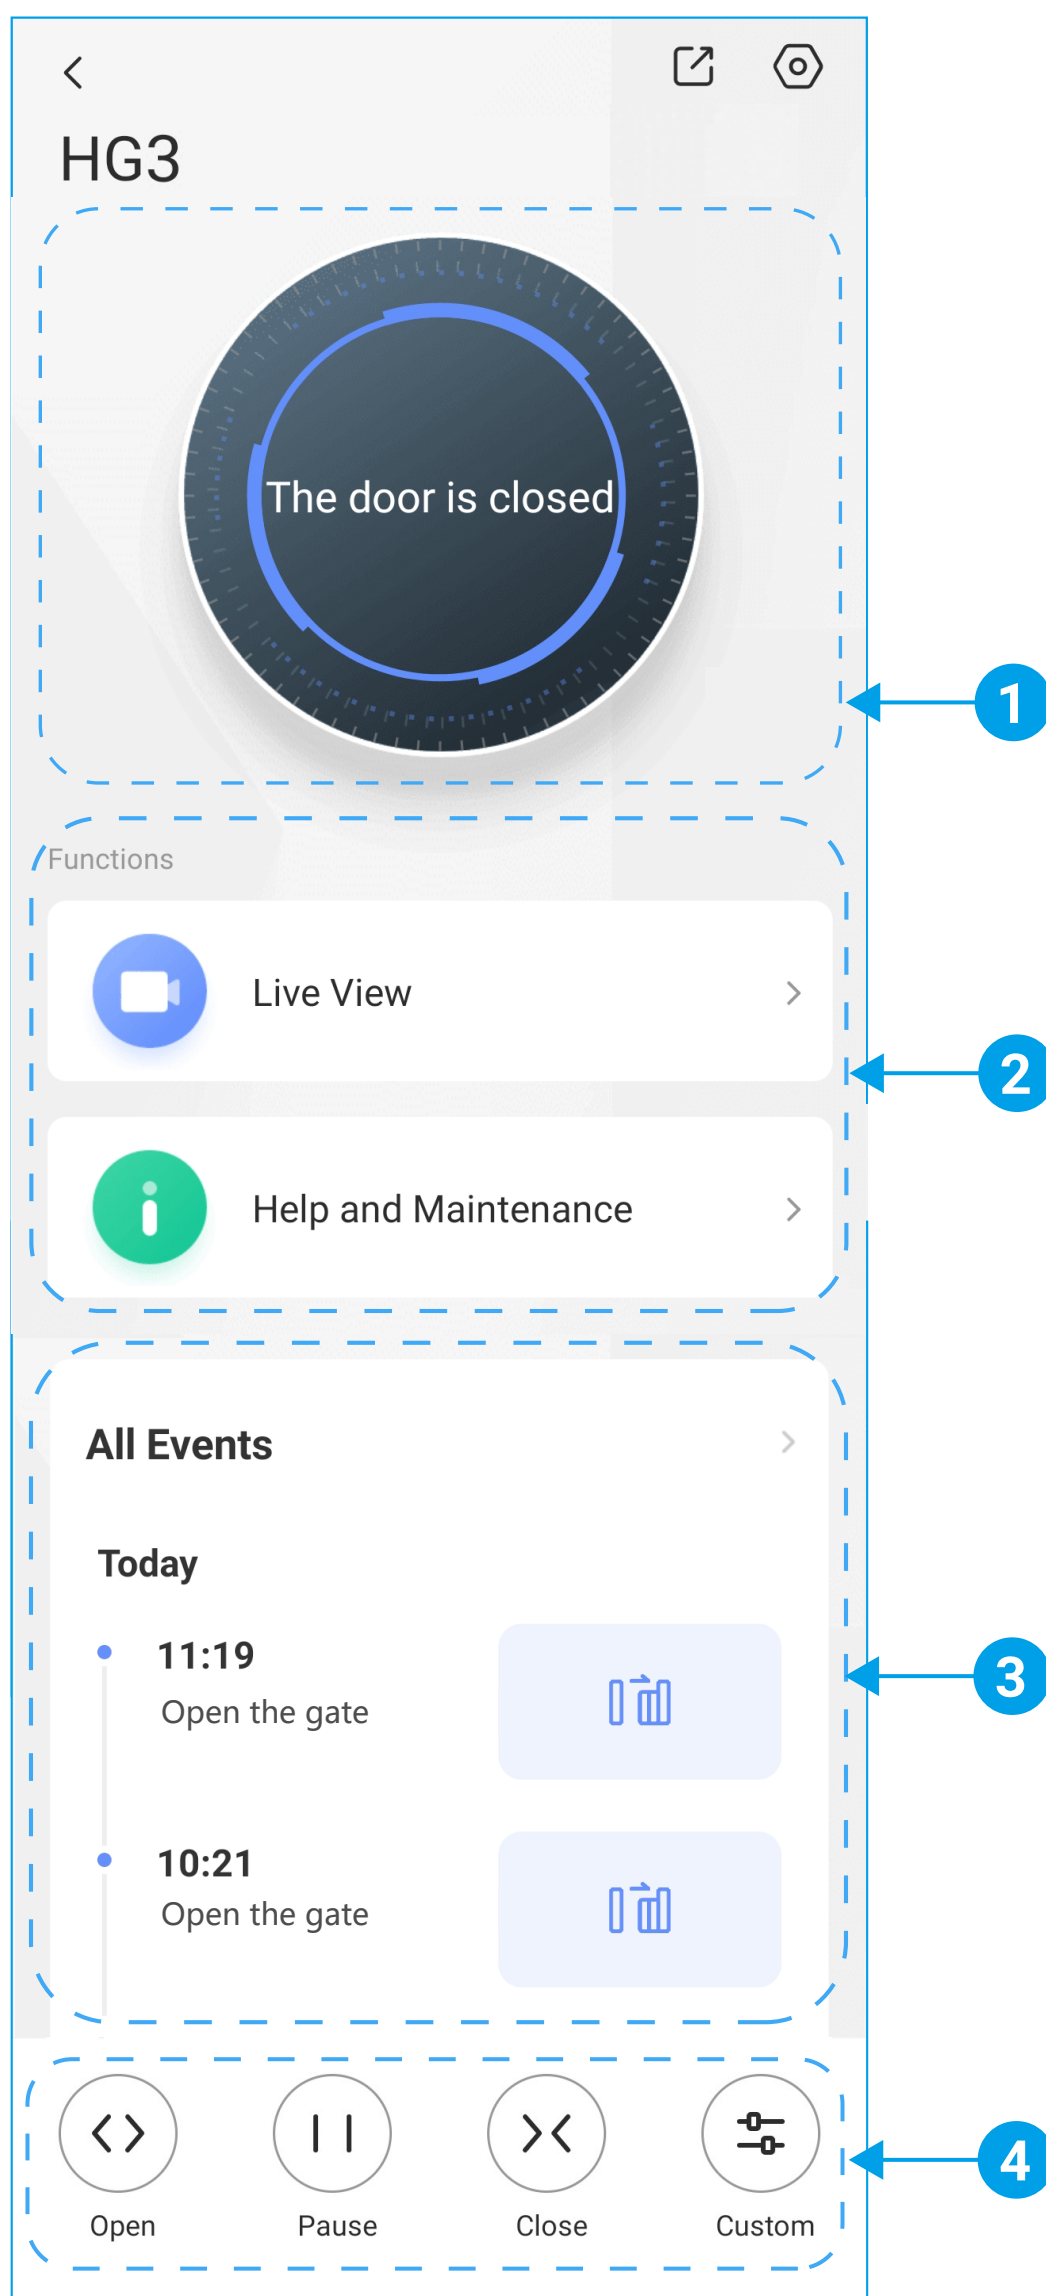 HG3
The door is closed
1
Functions
Live View
2
Help and Maintenance
All Events
Today
11:19
Open the gate
3
10:21
Open the gate
4
Open Pause Close Custom